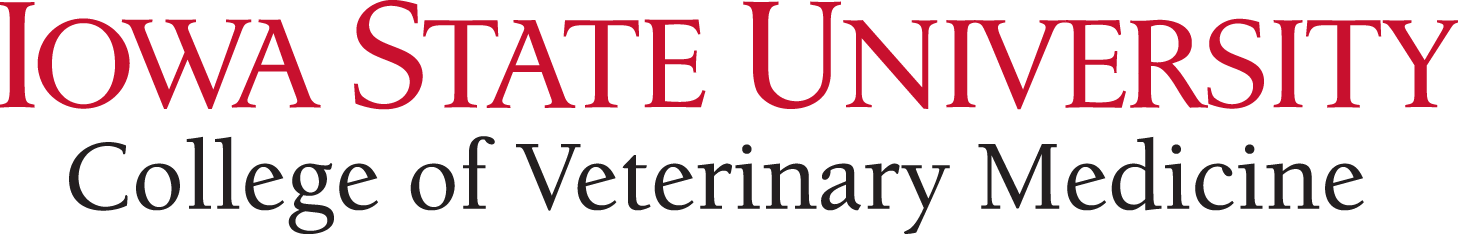 IOWA STATE UNIVERSITY
College of Veterinary Medicine